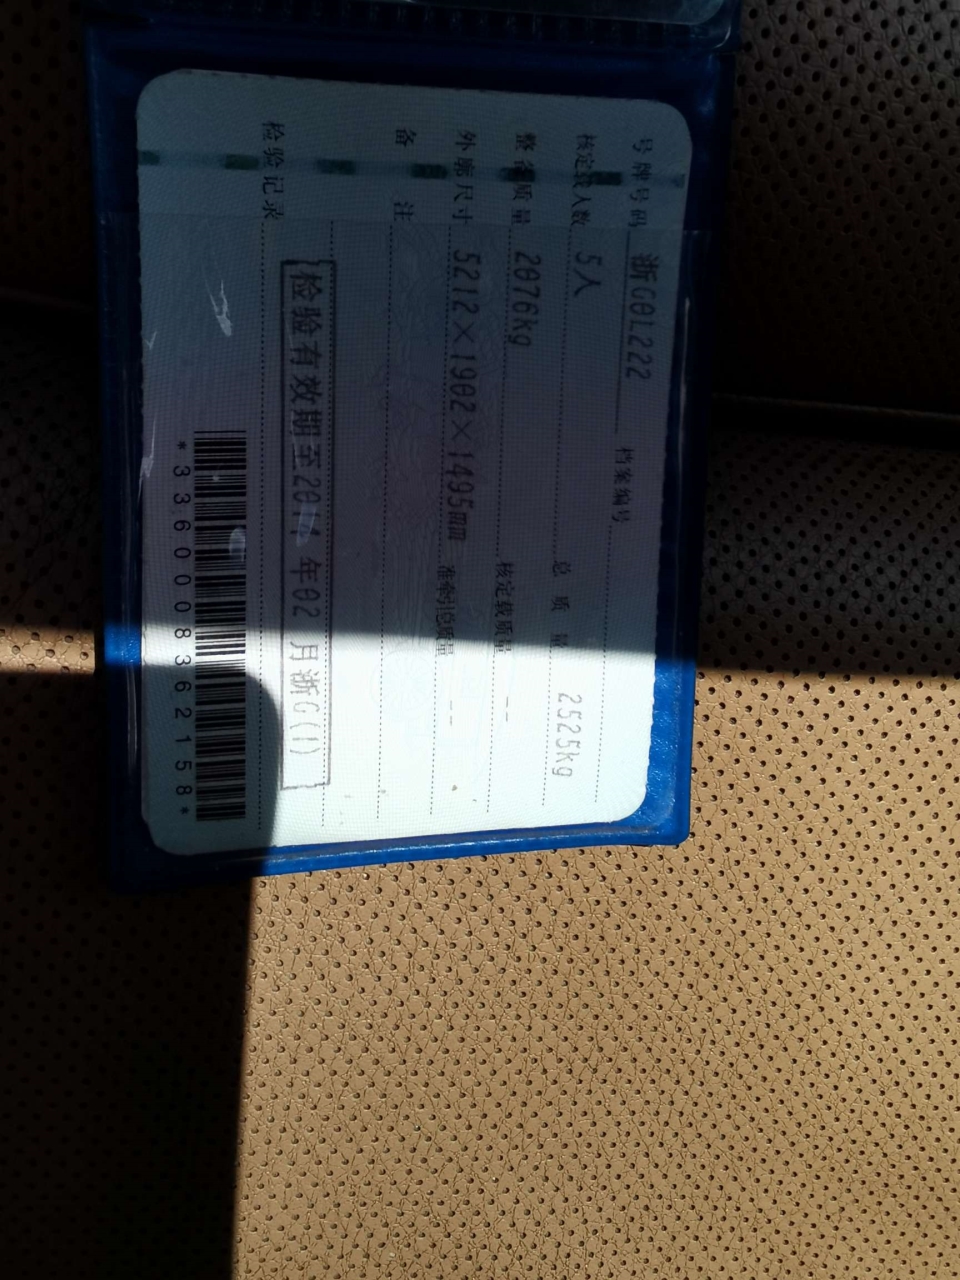 号牌号码 浙G01222 档案编号
核定载人数 5人 总质量 2525kg
整备质量 2076kg 核定载质量 --
外廓尺寸 5212×1902×1495mm 准牵引总质量 --
备注
检验有效期至201 年02 月浙G(1)
检验记录
*3360008362158*